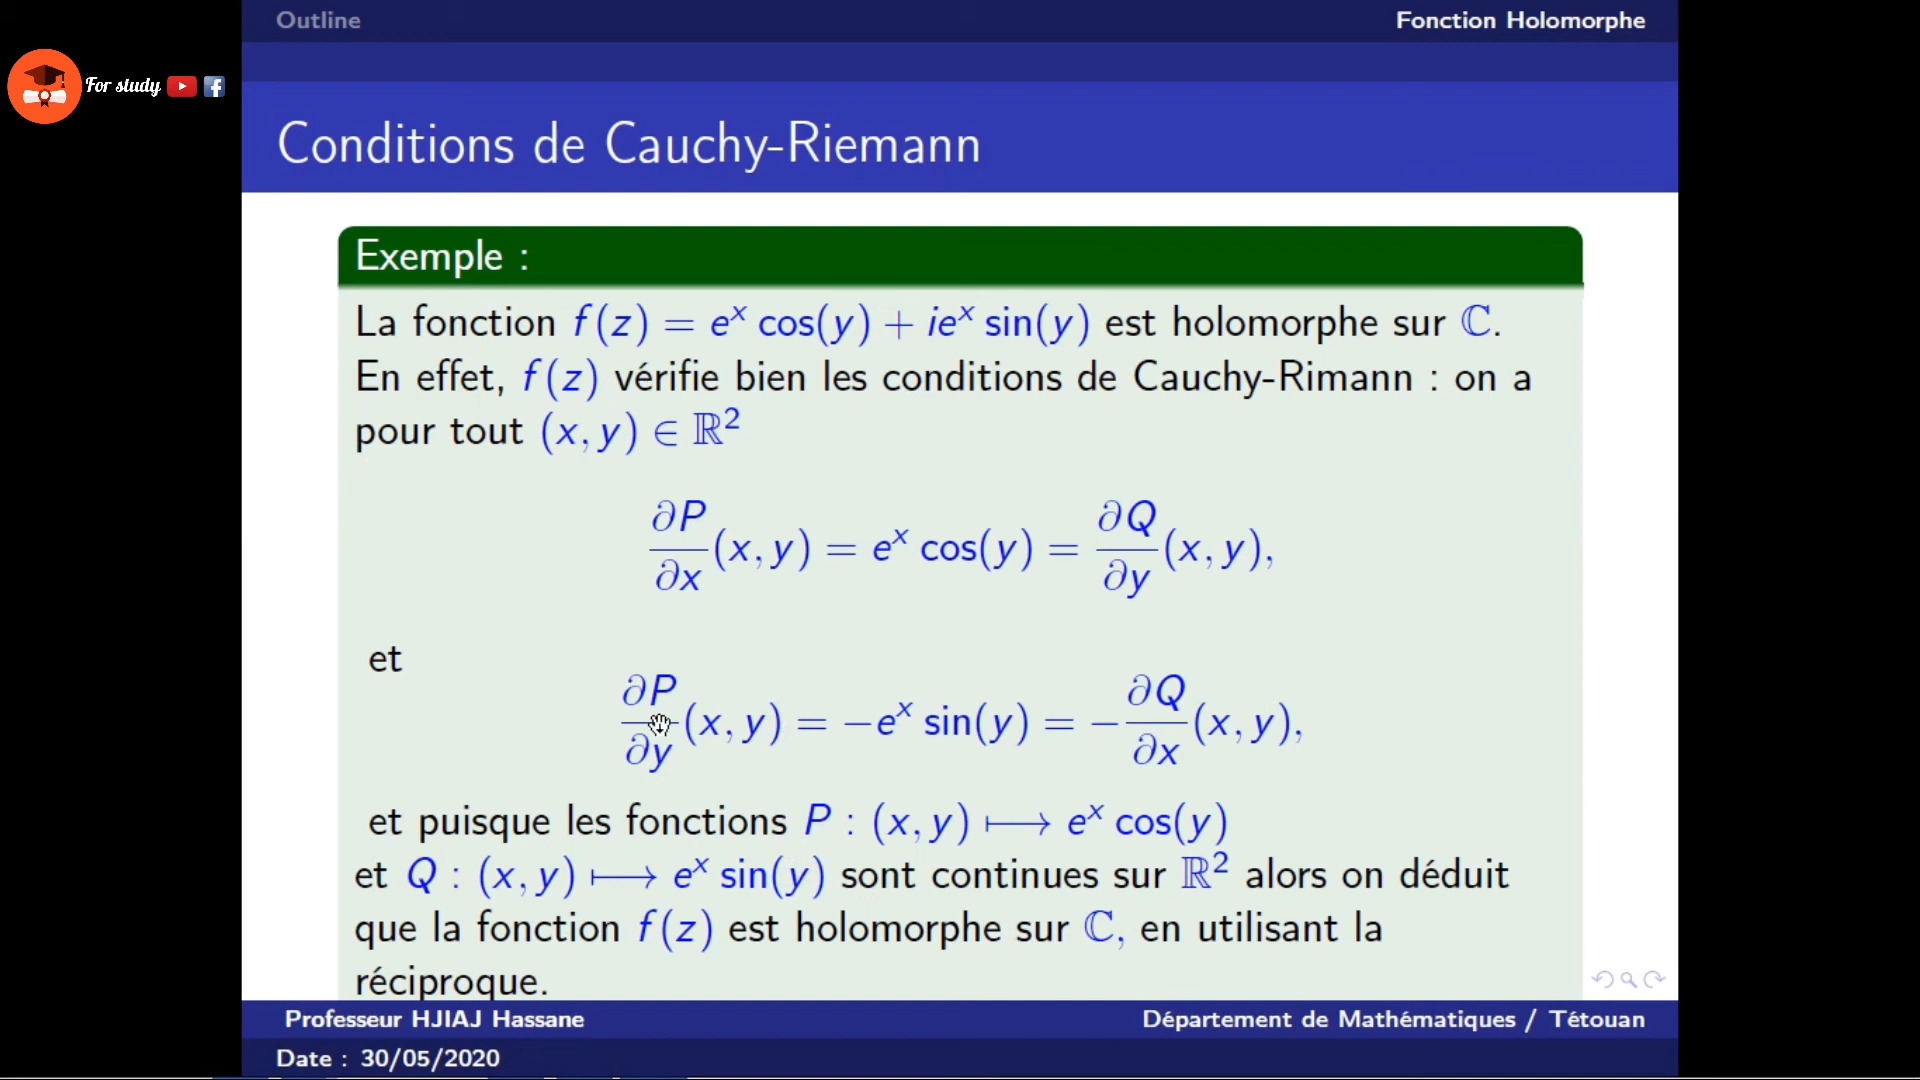 Outline
Fonction Holomorphe
For study
Conditions de Cauchy-Riemann
Exemple :
La fonction f(z) = e^x cos(y) + ie^x sin(y) est holomorphe sur ℂ.
En effet, f(z) vérifie bien les conditions de Cauchy-Rimann : on a
pour tout (x, y) ∈ ℝ²
∂P/∂x (x, y) = e^x cos(y) = ∂Q/∂y (x, y),
et
∂P/∂y (x, y) = −e^x sin(y) = −∂Q/∂x (x, y),
et puisque les fonctions P : (x, y) ⟼ e^x cos(y)
et Q : (x, y) ⟼ e^x sin(y) sont continues sur ℝ² alors on déduit
que la fonction f(z) est holomorphe sur ℂ, en utilisant la
réciproque.
Professeur HJIAJ Hassane
Département de Mathématiques / Tétouan
Date : 30/05/2020